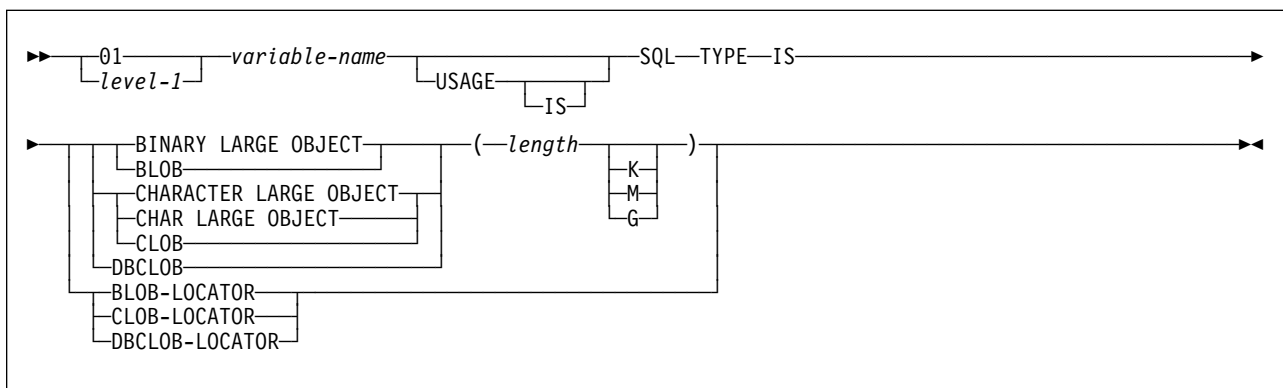 01 variable-name SQL TYPE IS
level-1 USAGE
IS
BINARY LARGE OBJECT ( length )
BLOB K
CHARACTER LARGE OBJECT M
CHAR LARGE OBJECT G
CLOB
DBCLOB
BLOB-LOCATOR
CLOB-LOCATOR
DBCLOB-LOCATOR